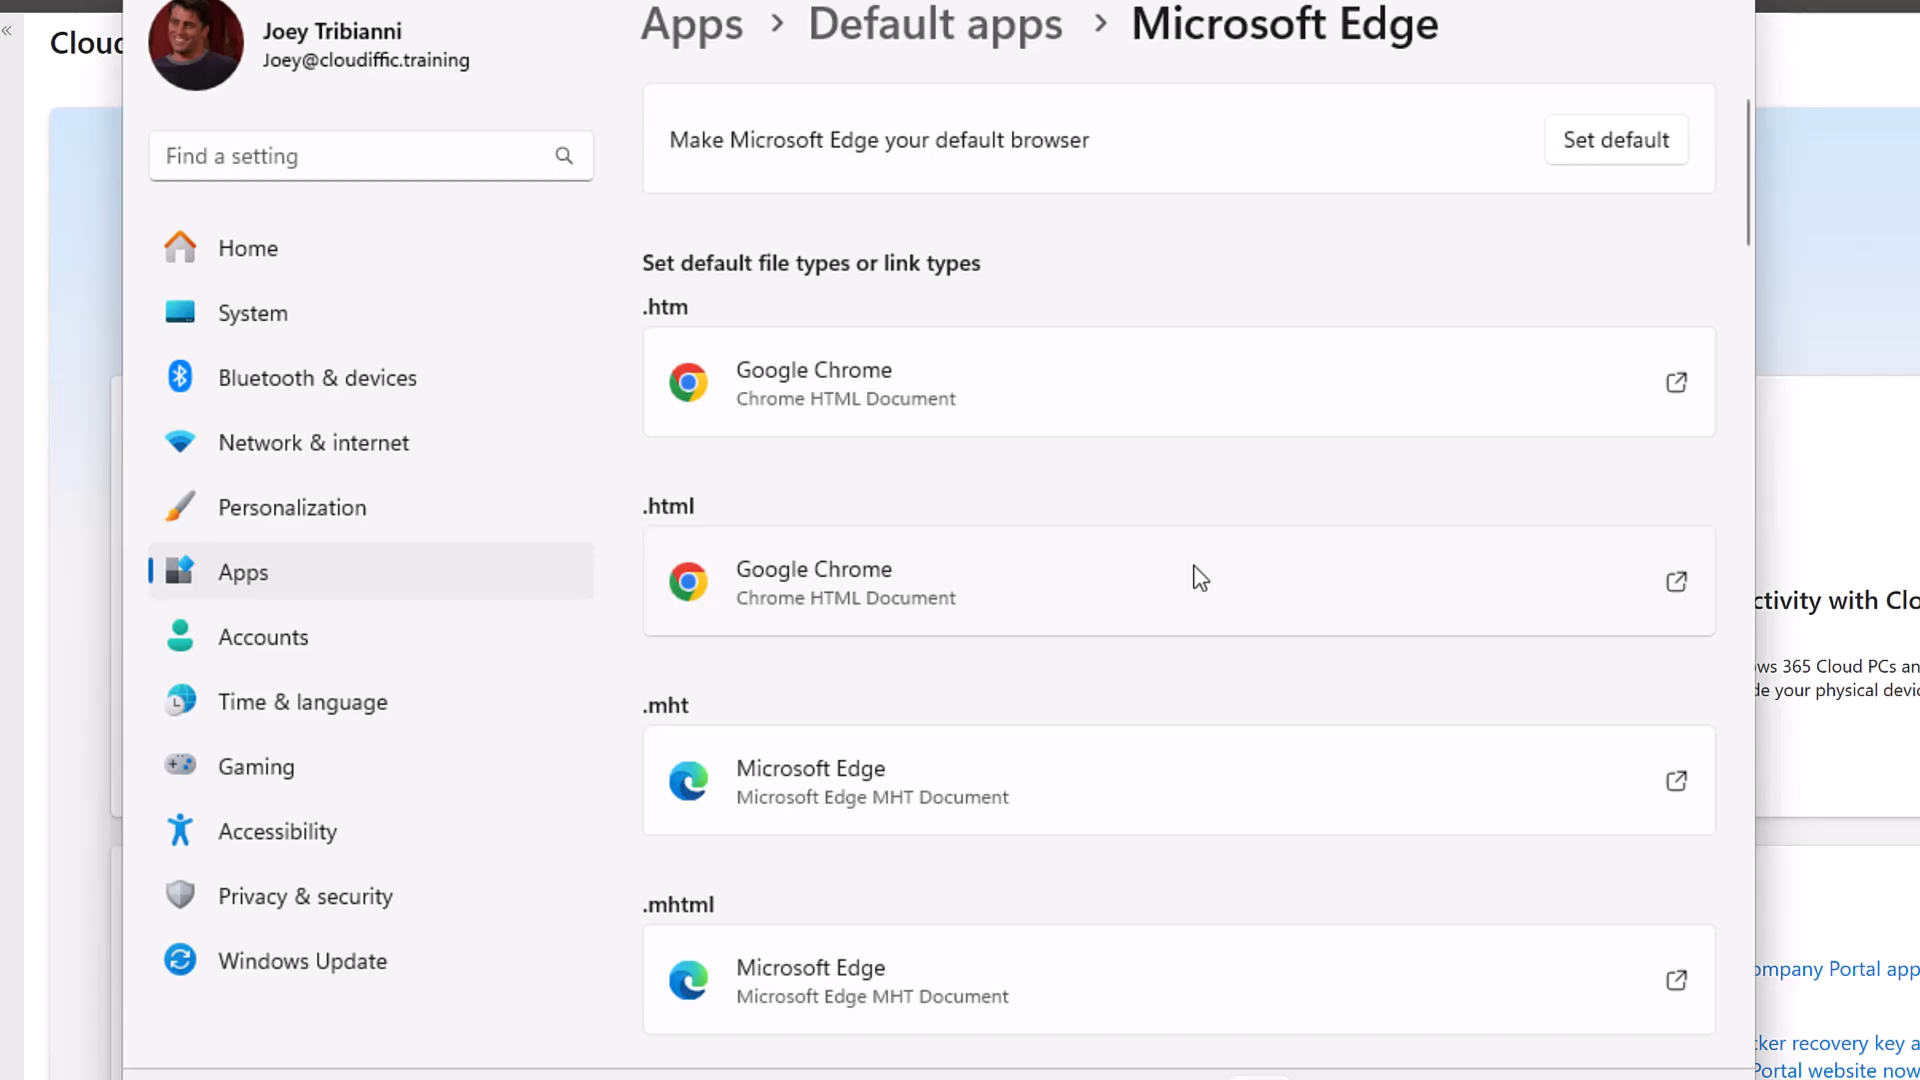 Cloud
Joey Tribianni
Joey@cloudiffic.training
Find a setting
Home
System
Bluetooth & devices
Network & internet
Personalization
Apps
Accounts
Time & language
Gaming
Accessibility
Privacy & security
Windows Update
Apps > Default apps > Microsoft Edge
Make Microsoft Edge your default browser
Set default
Set default file types or link types
.htm
Google Chrome
Chrome HTML Document
.html
Google Chrome
Chrome HTML Document
.mht
Microsoft Edge
Microsoft Edge MHT Document
.mhtml
Microsoft Edge
Microsoft Edge MHT Document
ctivity with Clo
ows 365 Cloud PCs an
de your physical devic
ompany Portal app
cker recovery key a
Portal website now